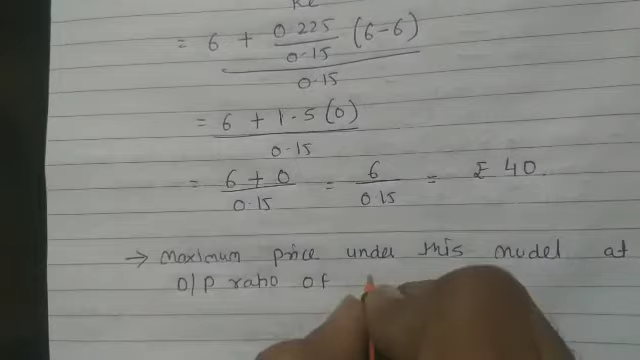 Ke
= 6 + 0.225/0.15 (6-6)
0.15
= 6 + 1.5(0)
0.15
= 6 + 0 / 0.15 = 6 / 0.15 = ₤ 40.
→ maximum price under this model at
D/P ratio of